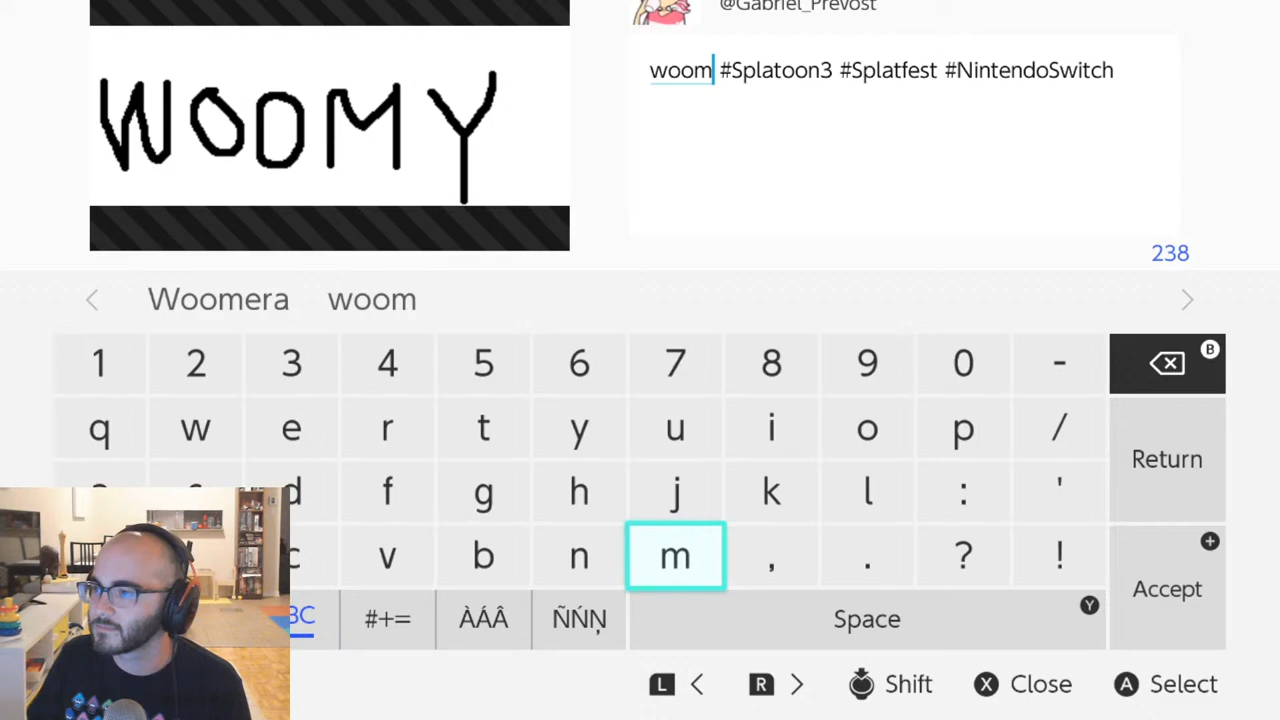 @Gabriel_Prevost
WOOMY
woom #Splatoon3 #Splatfest #NintendoSwitch
238
Woomera woom
1 2 3 4 5 6 7 8 9 0 - B
q w e r t y u i o p / Return
d f g h j k l : '
c v b n m , . ? ! + Accept
BC #+= ÀÁÂ ÑŃŅ Space Y
L < R > Shift X Close A Select